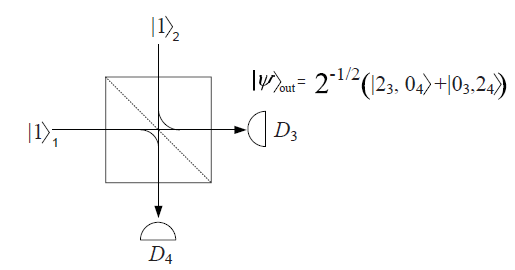 |1⟩₂
|ψ⟩out = 2⁻¹/²(|2₃, 0₄⟩+|0₃,2₄⟩)
|1⟩₁
D₃
D₄